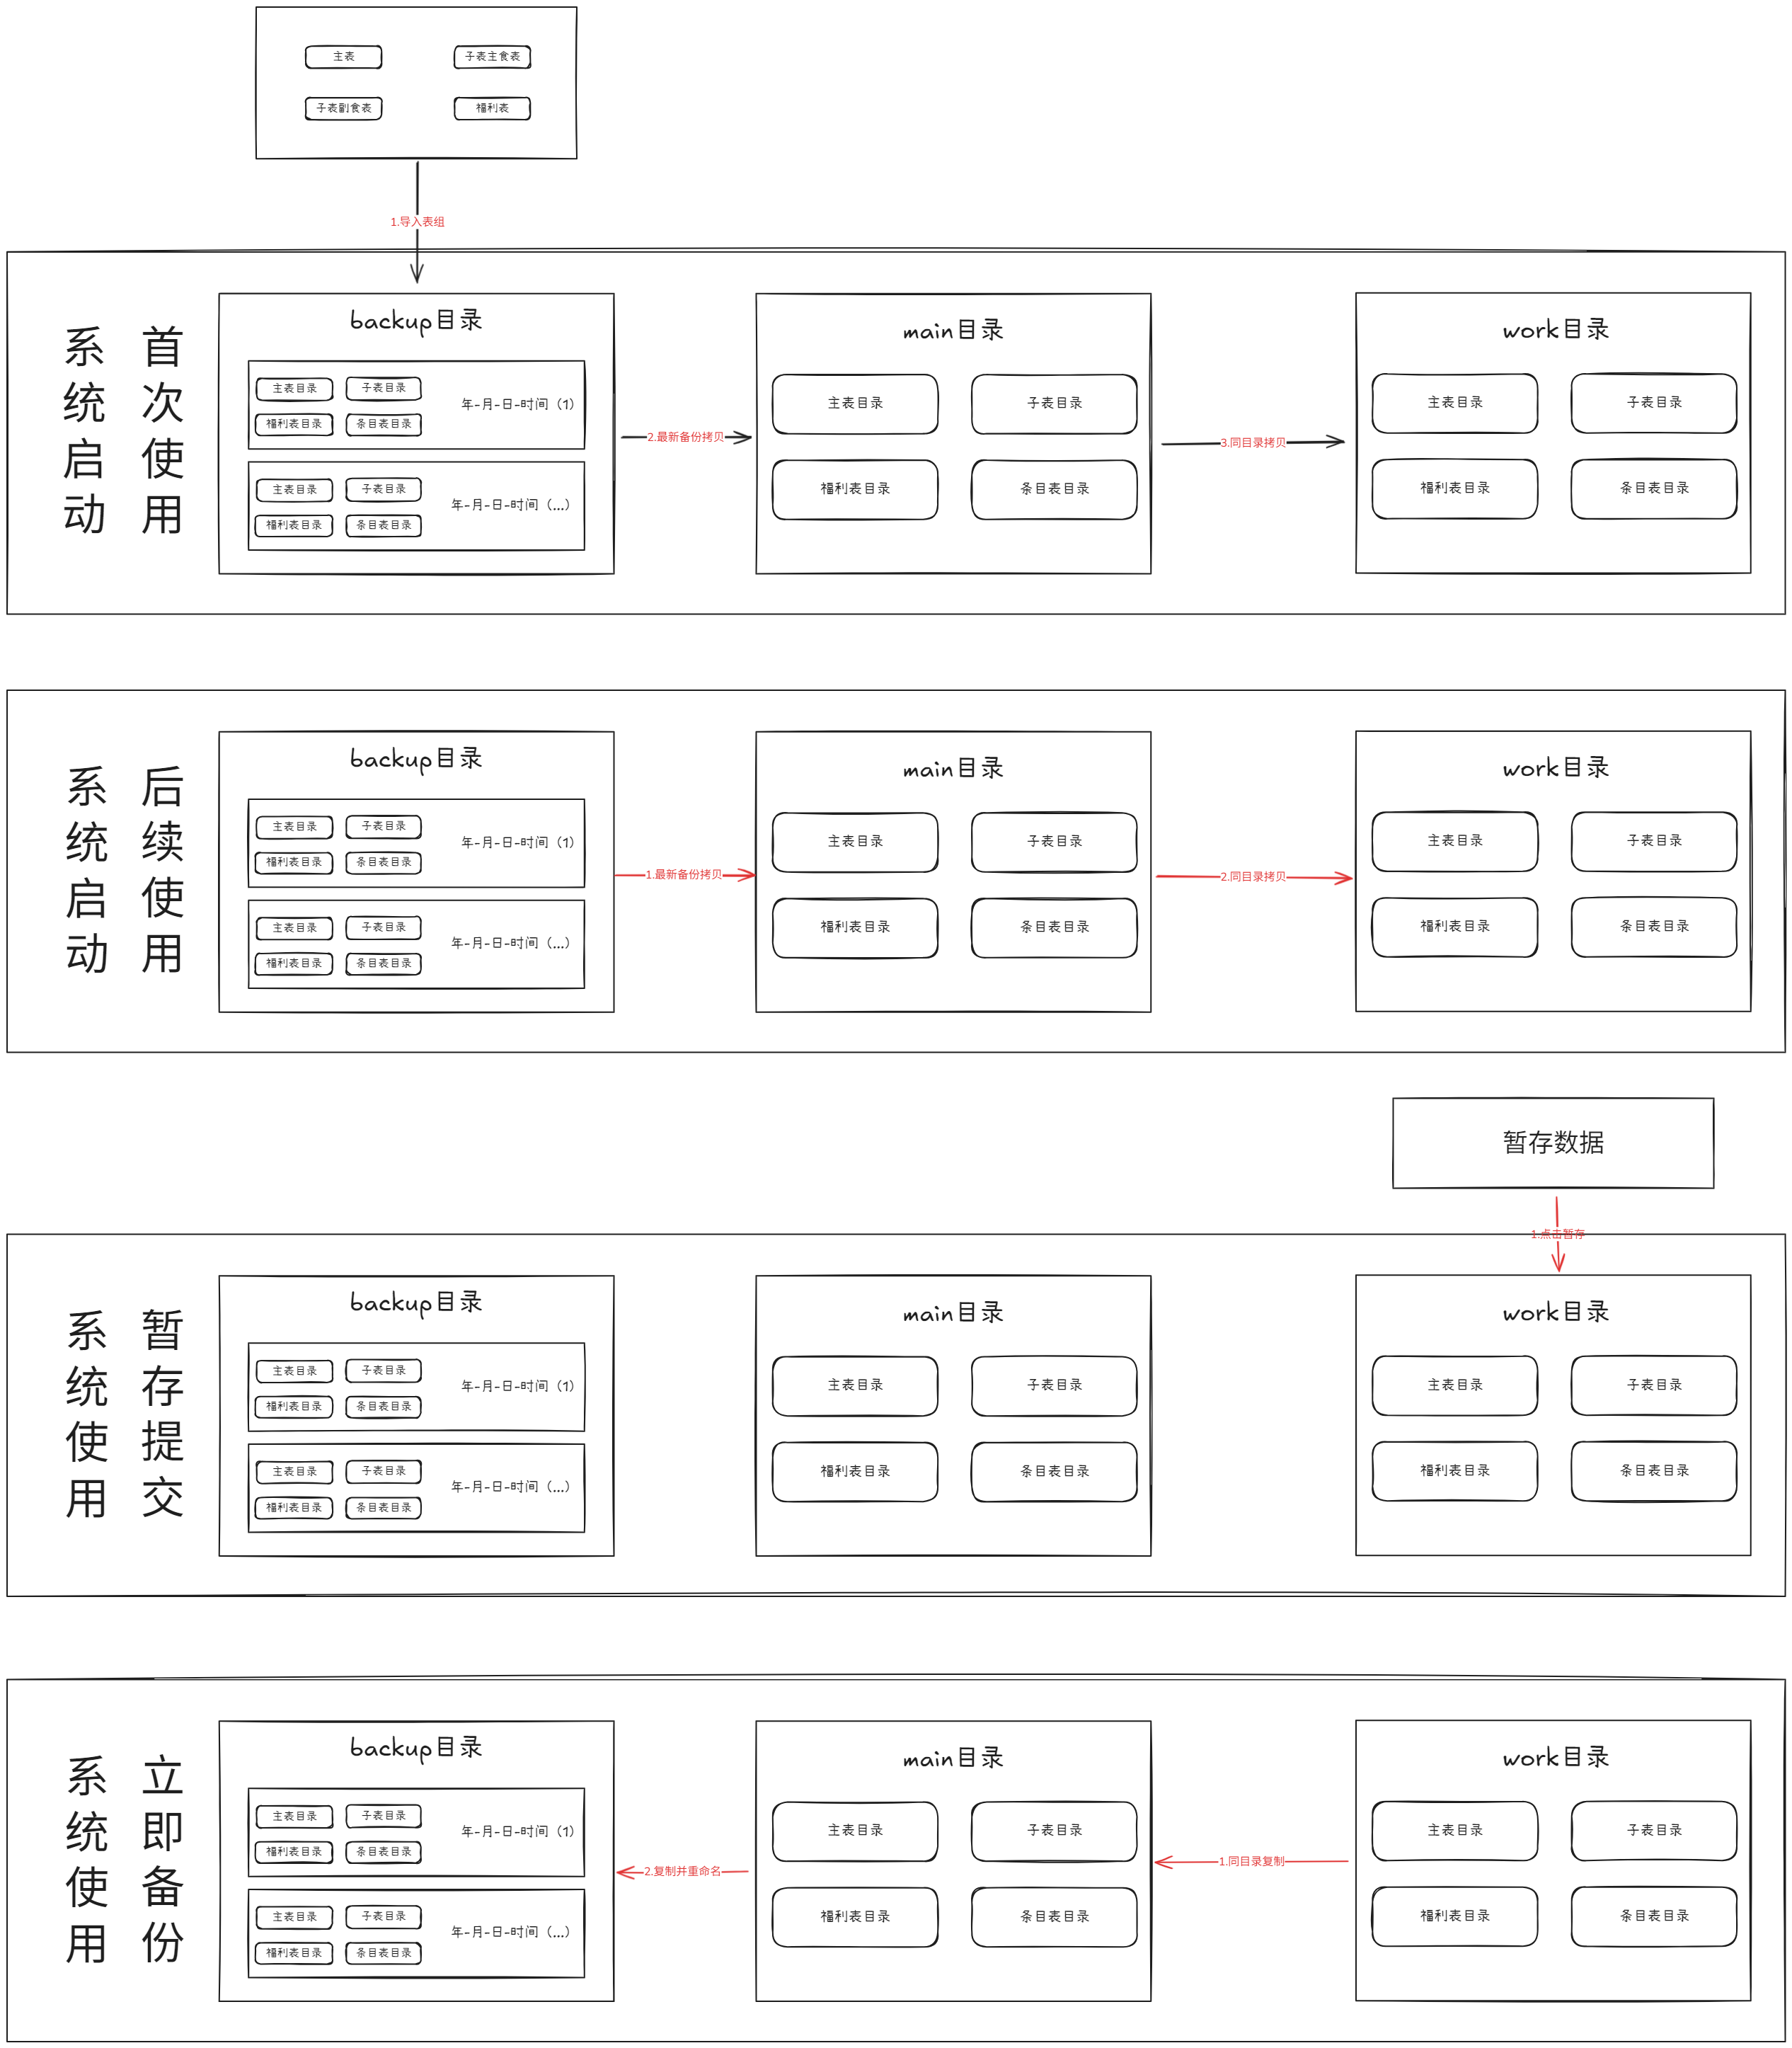 主表
子表主食表
子表副食表
福利表
1.导入表组
系统启动
首次使用
backup目录
主表目录
子表目录
年-月-日-时间（1）
福利表目录
条目表目录
主表目录
子表目录
年-月-日-时间（...）
福利表目录
条目表目录
2.最新备份拷贝
main目录
主表目录
子表目录
福利表目录
条目表目录
3.同目录拷贝
work目录
主表目录
子表目录
福利表目录
条目表目录
系统启动
后续使用
backup目录
主表目录
子表目录
年-月-日-时间（1）
福利表目录
条目表目录
主表目录
子表目录
年-月-日-时间（...）
福利表目录
条目表目录
1.最新备份拷贝
main目录
主表目录
子表目录
福利表目录
条目表目录
2.同目录拷贝
work目录
主表目录
子表目录
福利表目录
条目表目录
暂存数据
1.点击暂存
系统使用
暂存提交
backup目录
主表目录
子表目录
年-月-日-时间（1）
福利表目录
条目表目录
主表目录
子表目录
年-月-日-时间（...）
福利表目录
条目表目录
main目录
主表目录
子表目录
福利表目录
条目表目录
work目录
主表目录
子表目录
福利表目录
条目表目录
系统使用
立即备份
backup目录
主表目录
子表目录
年-月-日-时间（1）
福利表目录
条目表目录
主表目录
子表目录
年-月-日-时间（...）
福利表目录
条目表目录
2.复制并重命名
main目录
主表目录
子表目录
福利表目录
条目表目录
1.同目录复制
work目录
主表目录
子表目录
福利表目录
条目表目录